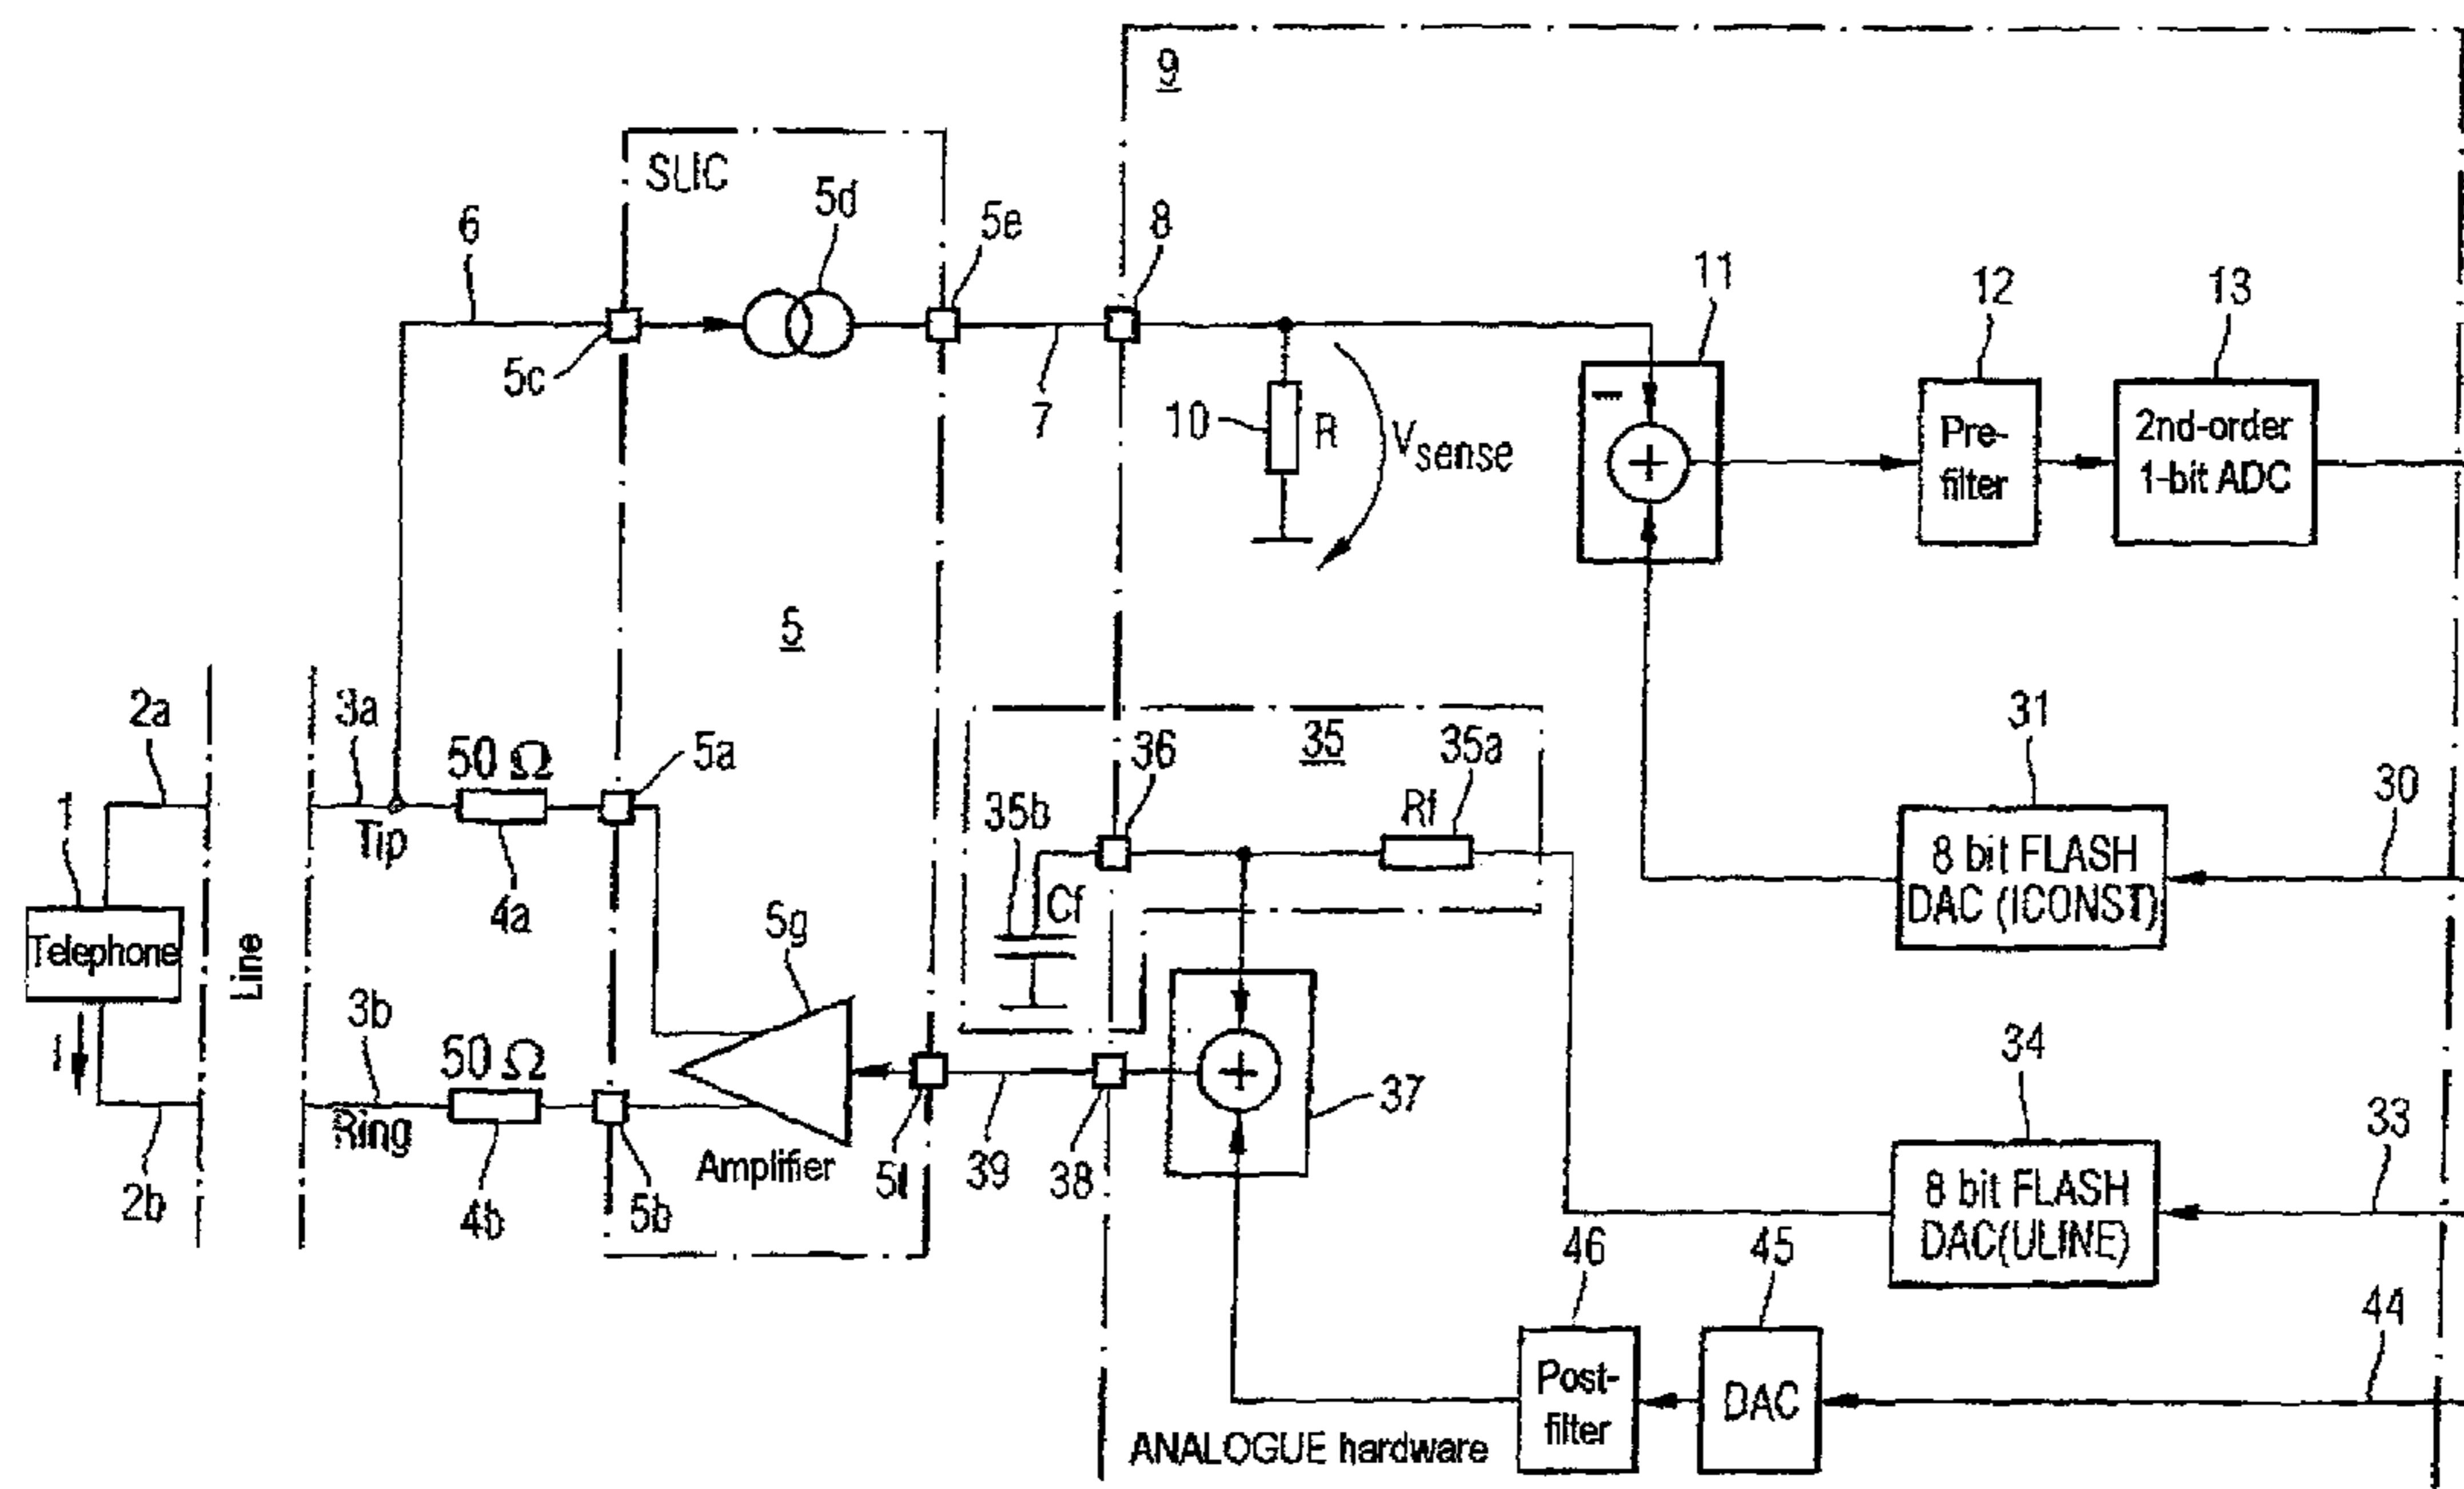 9
SLIC
5d
6
5e
8
11
12
13
5c
7
10
R
Vsense
−
+
Pre-
filter
2nd-order
1-bit ADC
5
2a
3a
50 Ω
5a
36
35
35a
31
30
1
Tip
35b
Rf
8 bit FLASH
DAC (ICONST)
4a
Cf
Telephone
Line
5g
3b
34
I
50 Ω
+
37
33
Ring
Amplifier
39
38
8 bit FLASH
DAC(ULINE)
2b
4b
5b
46
45
44
Post-
filter
DAC
ANALOGUE hardware